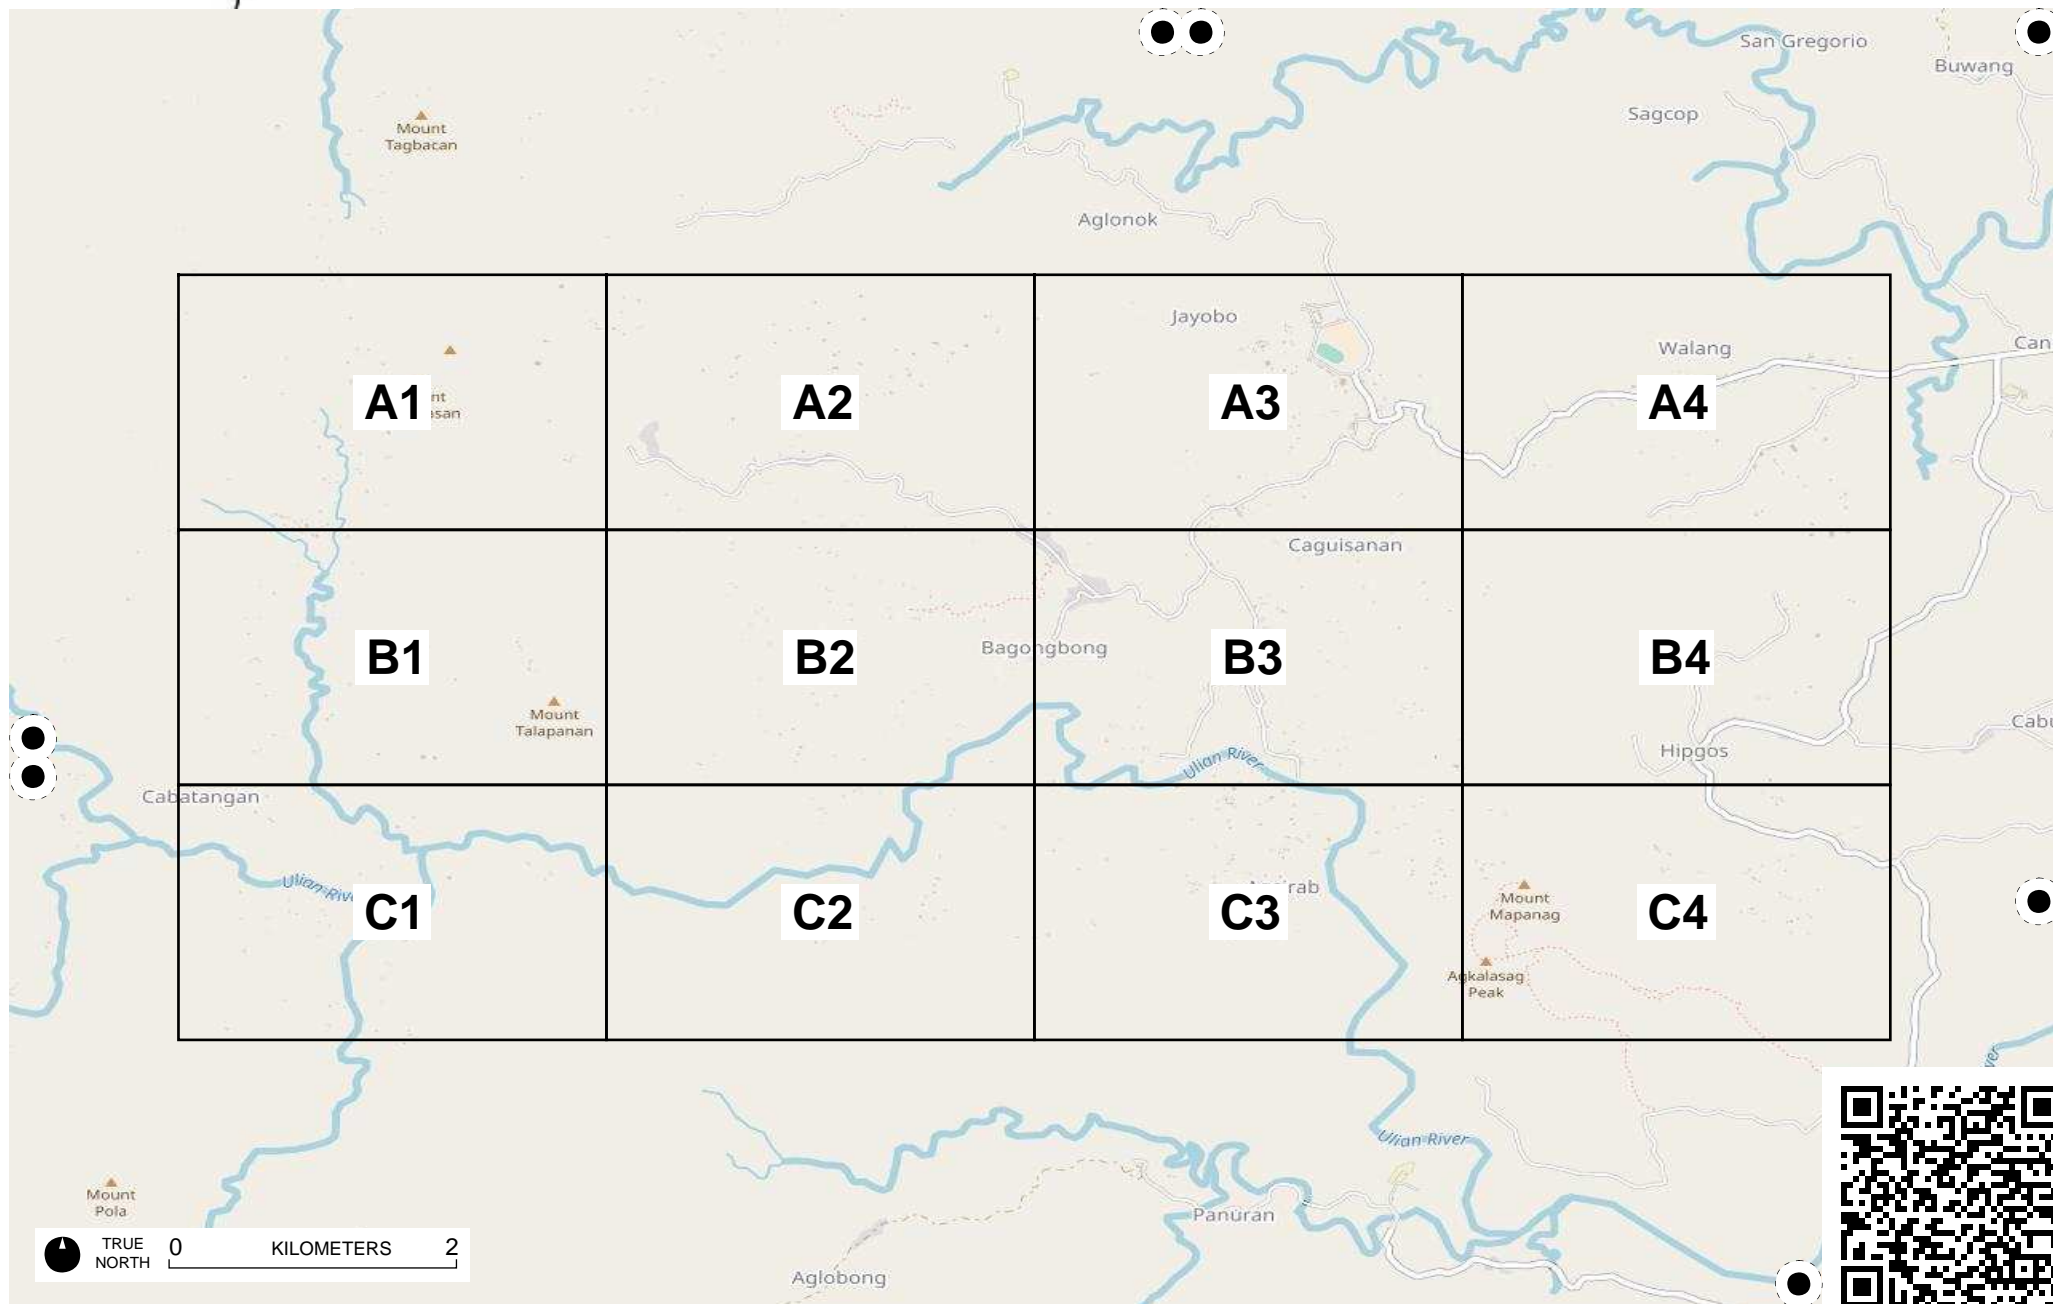 San Gregorio
Buwang
Sagcop
Mount
Tagbacan
Aglonok
Jayobo
Walang
Can
A1
A2
A3
A4
Caguisanan
B1
B2
B3
B4
Bagongbong
Mount
Talapanan
Cabu
Hipgos
Ulian River
Cabatangan
Ulian River
C1
C2
C3
C4
Mount
Mapanag
Agkalasag
Peak
Ulian River
Mount
Pola
Panuran
Aglobong
TRUE
NORTH
0 KILOMETERS 2